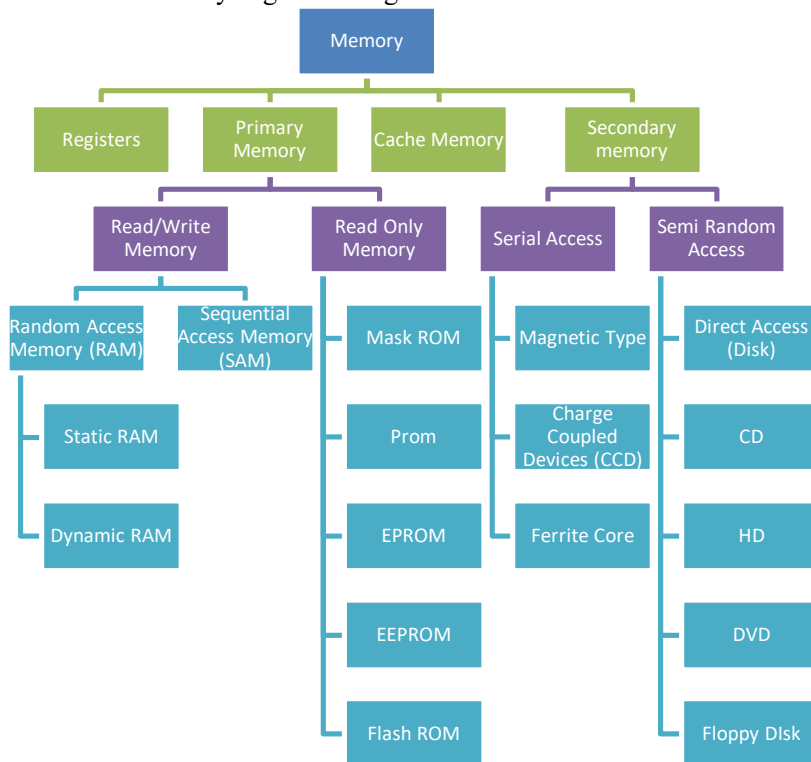 Memory
Registers
Primary
Memory
Cache Memory
Secondary
memory
Read/Write
Memory
Read Only
Memory
Serial Access
Semi Random
Access
Random Access
Memory (RAM)
Sequential
Access Memory
(SAM)
Mask ROM
Magnetic Type
Direct Access
(Disk)
Static RAM
Prom
Charge
Coupled
Devices (CCD)
CD
Dynamic RAM
EPROM
Ferrite Core
HD
EEPROM
DVD
Flash ROM
Floppy DIsk